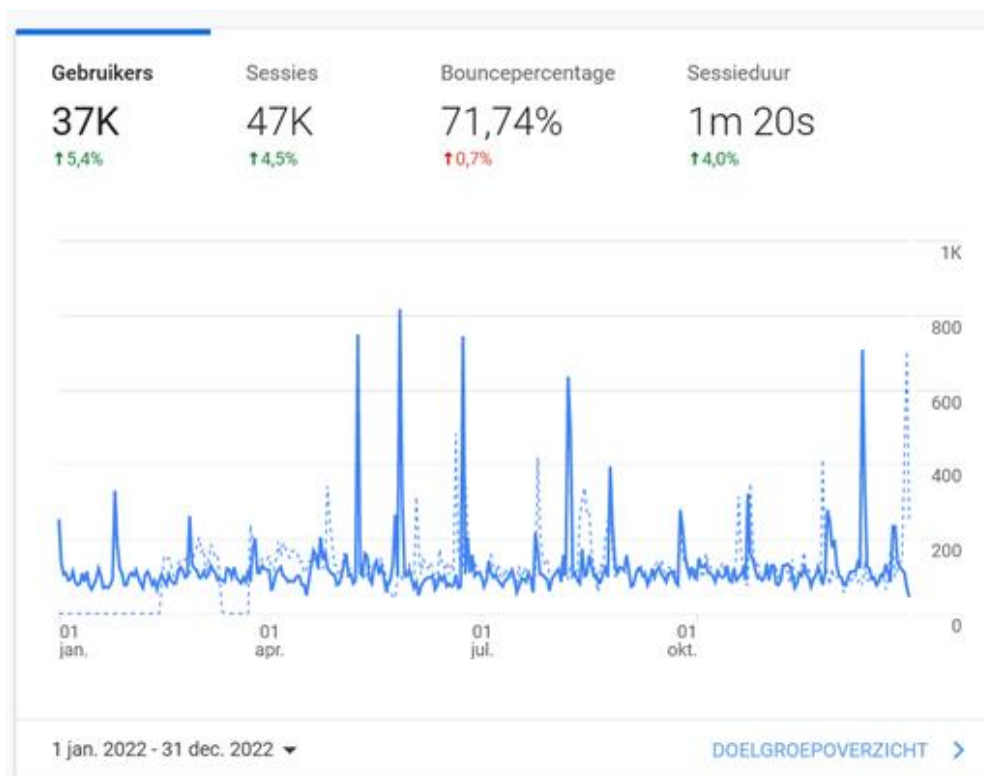 Gebruikers Sessies Bouncepercentage Sessieduur
37K 47K 71,74% 1m 20s
↑5,4% ↑4,5% ↑0,7% ↑4,0%
1K
800
600
400
200
0
01 01 01 01
jan. apr. jul. okt.
1 jan. 2022 - 31 dec. 2022 DOELGROEPOVERZICHT